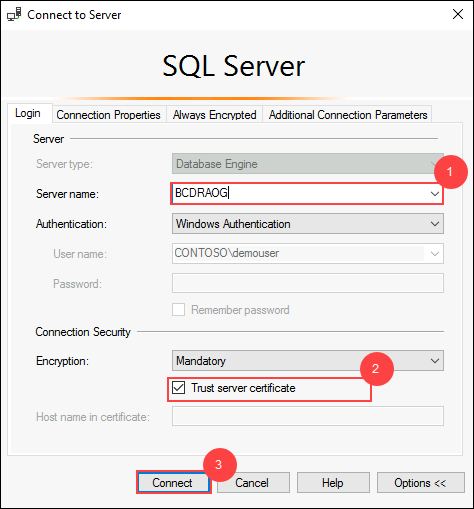 Connect to Server
SQL Server
Login Connection Properties Always Encrypted Additional Connection Parameters
Server
Server type: Database Engine
1
Server name: BCDRAOG
Authentication: Windows Authentication
User name: CONTOSO\demouser
Password:
Remember password
Connection Security
Encryption: Mandatory
2
Trust server certificate
Host name in certificate:
3
Connect Cancel Help Options <<